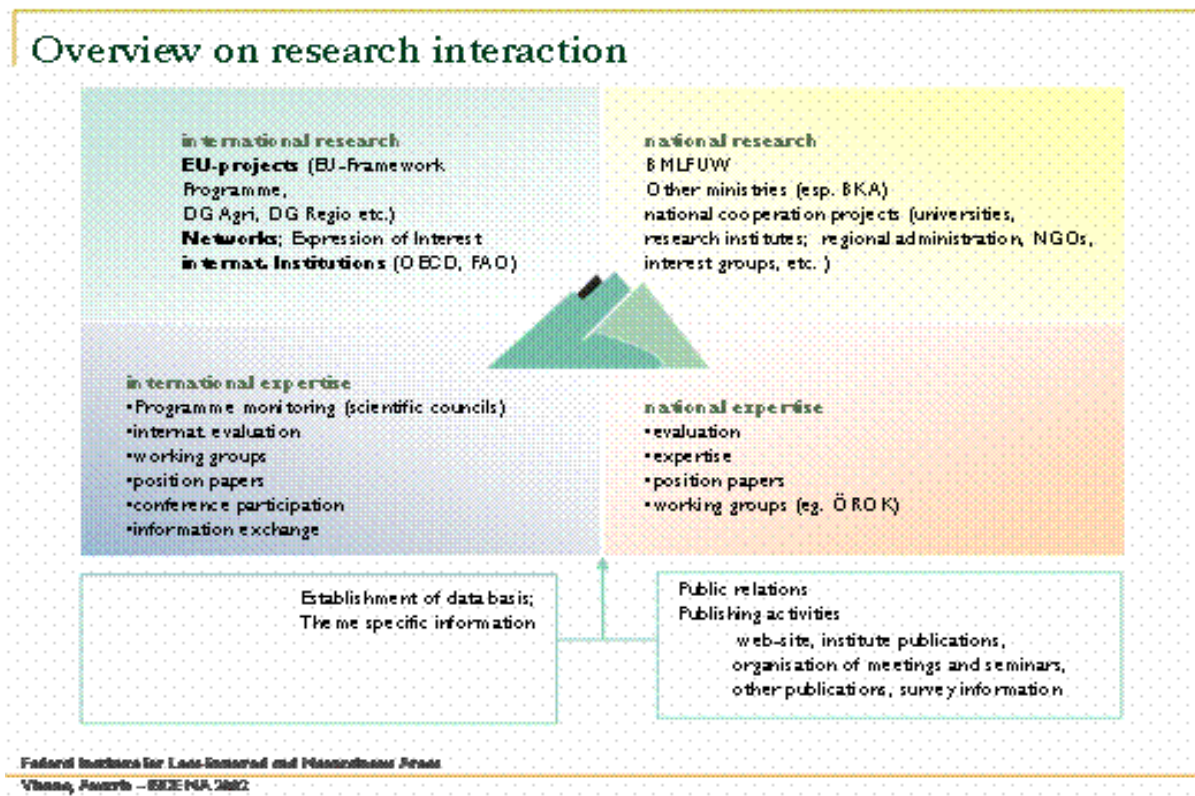 Overview on research interaction
international research
EU-projects (EU-Framework
Programme,
DG Agri, DG Regio etc.)
Networks; Expression of Interest
internat. Institutions (OECD, FAO)
national research
BMLFUW
Other ministries (esp. BKA)
national cooperation projects (universities,
research institutes; regional administration, NGOs,
interest groups, etc. )
international expertise
•Programme monitoring (scientific councils)
•internat. evaluation
•working groups
•position papers
•conference participation
•information exchange
national expertise
•evaluation
•expertise
•position papers
•working groups (eg. ÖROK)
Establishment of data basis;
Theme specific information
Public relations
Publishing activities
web-site, institute publications,
organisation of meetings and seminars,
other publications, survey information
Federal Institute for Less-Favoured and Mountainous Areas
Vienna, Austria – 2002